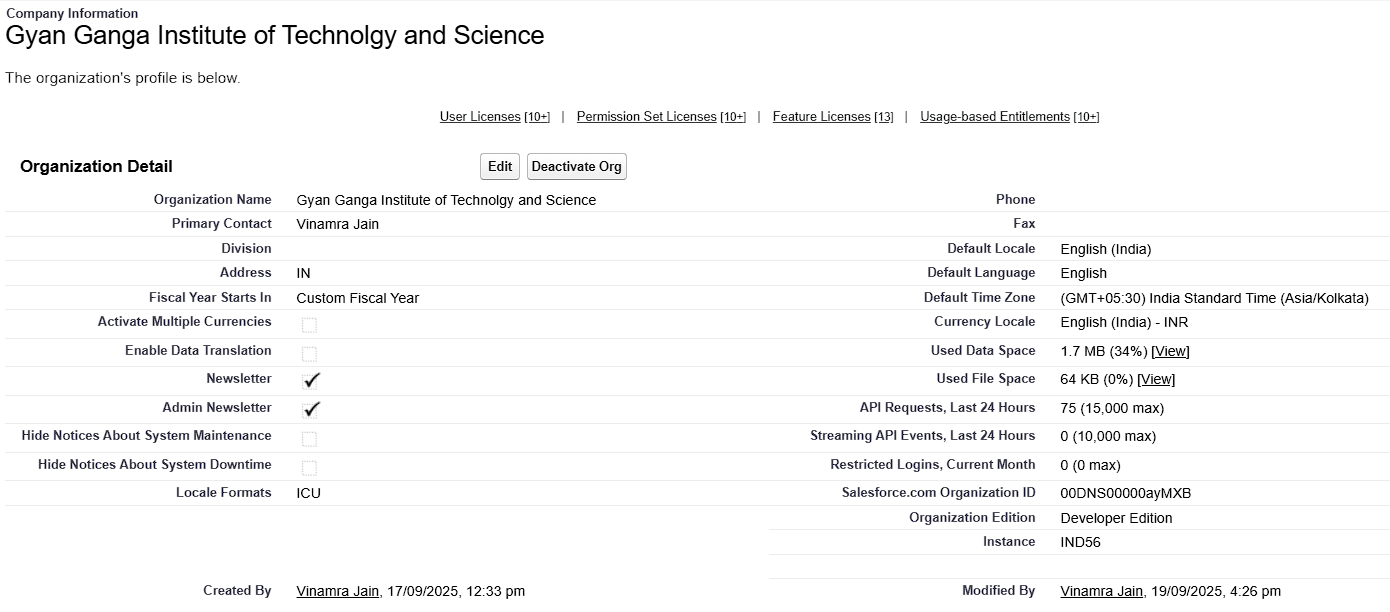 Company Information
Gyan Ganga Institute of Technolgy and Science
The organization's profile is below.
User Licenses [10+] | Permission Set Licenses [10+] | Feature Licenses [13] | Usage-based Entitlements [10+]
Organization Detail Edit Deactivate Org
Organization Name Gyan Ganga Institute of Technolgy and Science Phone
Primary Contact Vinamra Jain Fax
Division Default Locale English (India)
Address IN Default Language English
Fiscal Year Starts In Custom Fiscal Year Default Time Zone (GMT+05:30) India Standard Time (Asia/Kolkata)
Activate Multiple Currencies Currency Locale English (India) - INR
Enable Data Translation Used Data Space 1.7 MB (34%) [View]
Newsletter Used File Space 64 KB (0%) [View]
Admin Newsletter API Requests, Last 24 Hours 75 (15,000 max)
Hide Notices About System Maintenance Streaming API Events, Last 24 Hours 0 (10,000 max)
Hide Notices About System Downtime Restricted Logins, Current Month 0 (0 max)
Locale Formats ICU Salesforce.com Organization ID 00DNS00000ayMXB
Organization Edition Developer Edition
Instance IND56
Created By Vinamra Jain, 17/09/2025, 12:33 pm Modified By Vinamra Jain, 19/09/2025, 4:26 pm